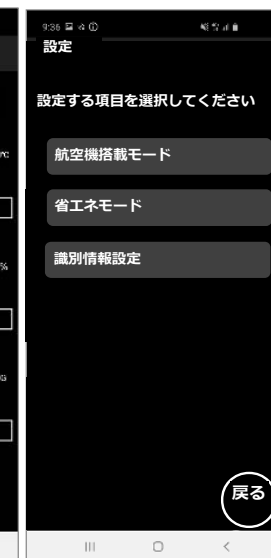 9:36
設定
設定する項目を選択してください
航空機搭載モード
℃
省エネモード
%
識別情報設定
G
戻る